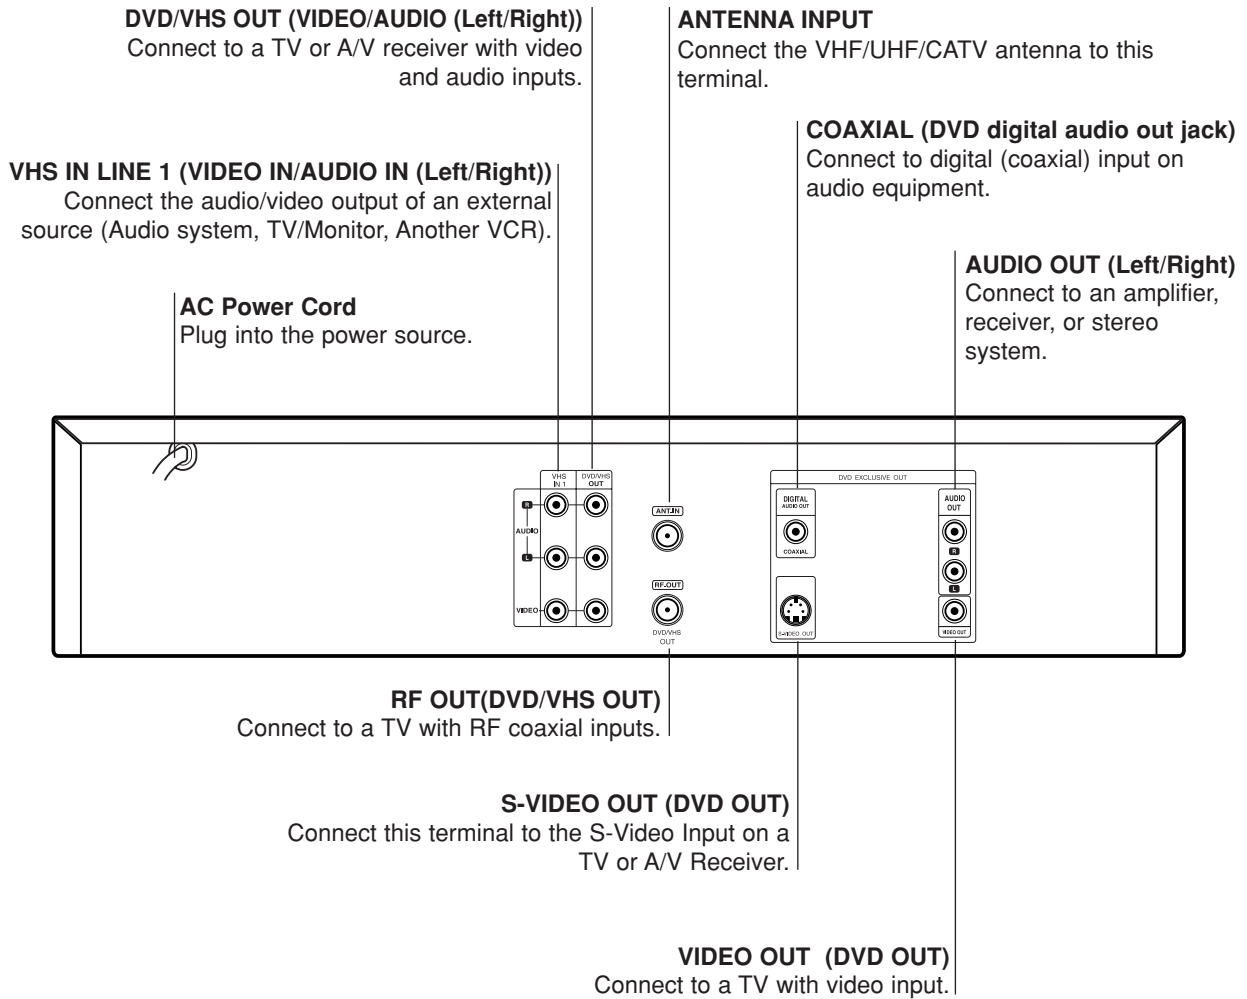 DVD/VHS OUT (VIDEO/AUDIO (Left/Right))
Connect to a TV or A/V receiver with video
and audio inputs.
ANTENNA INPUT
Connect the VHF/UHF/CATV antenna to this
terminal.
COAXIAL (DVD digital audio out jack)
Connect to digital (coaxial) input on
audio equipment.
VHS IN LINE 1 (VIDEO IN/AUDIO IN (Left/Right))
Connect the audio/video output of an external
source (Audio system, TV/Monitor, Another VCR).
AUDIO OUT (Left/Right)
Connect to an amplifier,
receiver, or stereo
system.
AC Power Cord
Plug into the power source.
VHS
IN 1
DVD/VHS
OUT
R
AUDIO
L
VIDEO
ANT.IN
RF.OUT
DVD/VHS
OUT
DVD EXCLUSIVE OUT
DIGITAL
AUDIO OUT
COAXIAL
S-VIDEO OUT
AUDIO
OUT
R
L
VIDEO OUT
RF OUT(DVD/VHS OUT)
Connect to a TV with RF coaxial inputs.
S-VIDEO OUT (DVD OUT)
Connect this terminal to the S-Video Input on a
TV or A/V Receiver.
VIDEO OUT (DVD OUT)
Connect to a TV with video input.